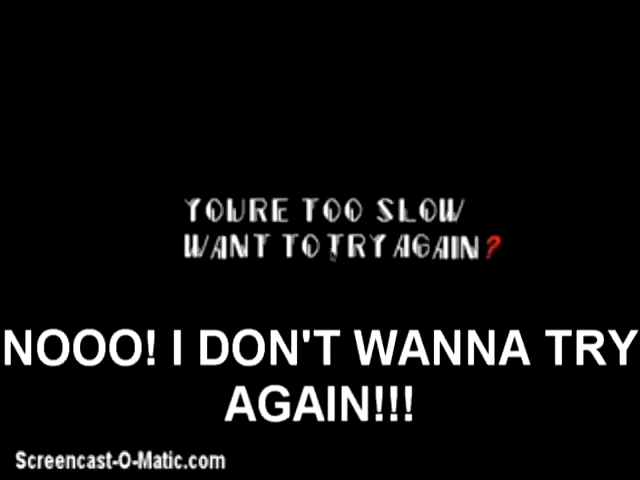 YOURE TOO SLOW
WANT TO TRY AGAIN?
NOOO! I DON'T WANNA TRY
AGAIN!!!
Screencast-O-Matic.com